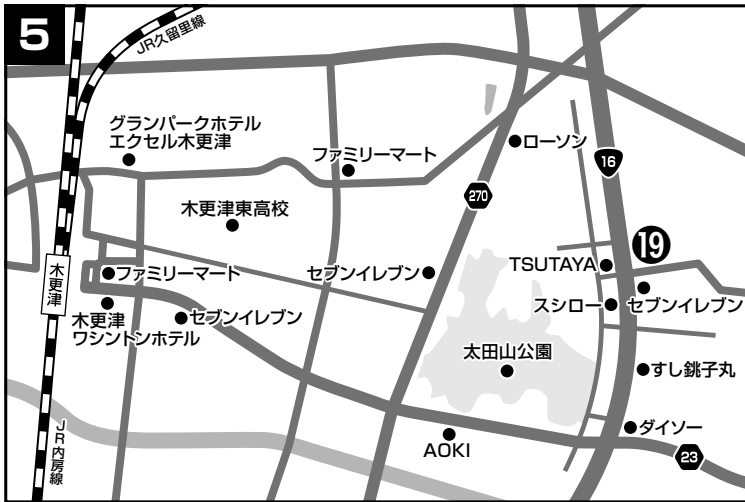 5
JR久留里線
グランパークホテル
エクセル木更津
ファミリーマート
ローソン
16
270
木更津東高校
19
木更津
ファミリーマート
セブンイレブン
TSUTAYA
スシロー
セブンイレブン
木更津
ワシントンホテル
セブンイレブン
太田山公園
すし銚子丸
JR内房線
AOKI
ダイソー
23